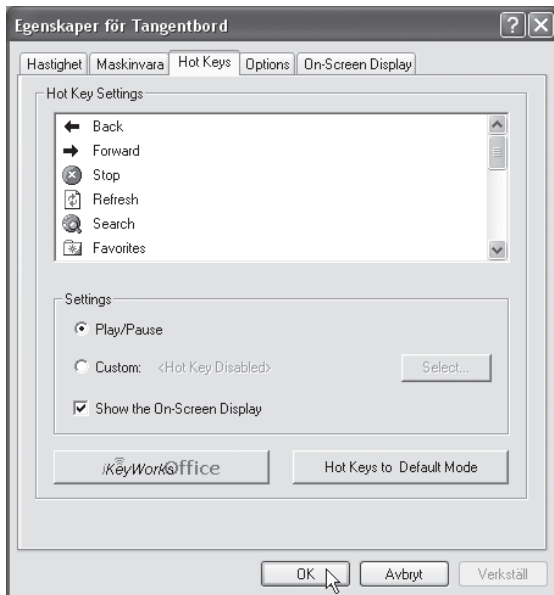 Egenskaper för Tangentbord
Hastighet Maskinvara Hot Keys Options On-Screen Display
Hot Key Settings
Back
Forward
Stop
Refresh
Search
Favorites
Settings
Play/Pause
Custom: <Hot Key Disabled> Select...
Show the On-Screen Display
iKeyWorksOffice Hot Keys to Default Mode
OK Avbryt Verkställ